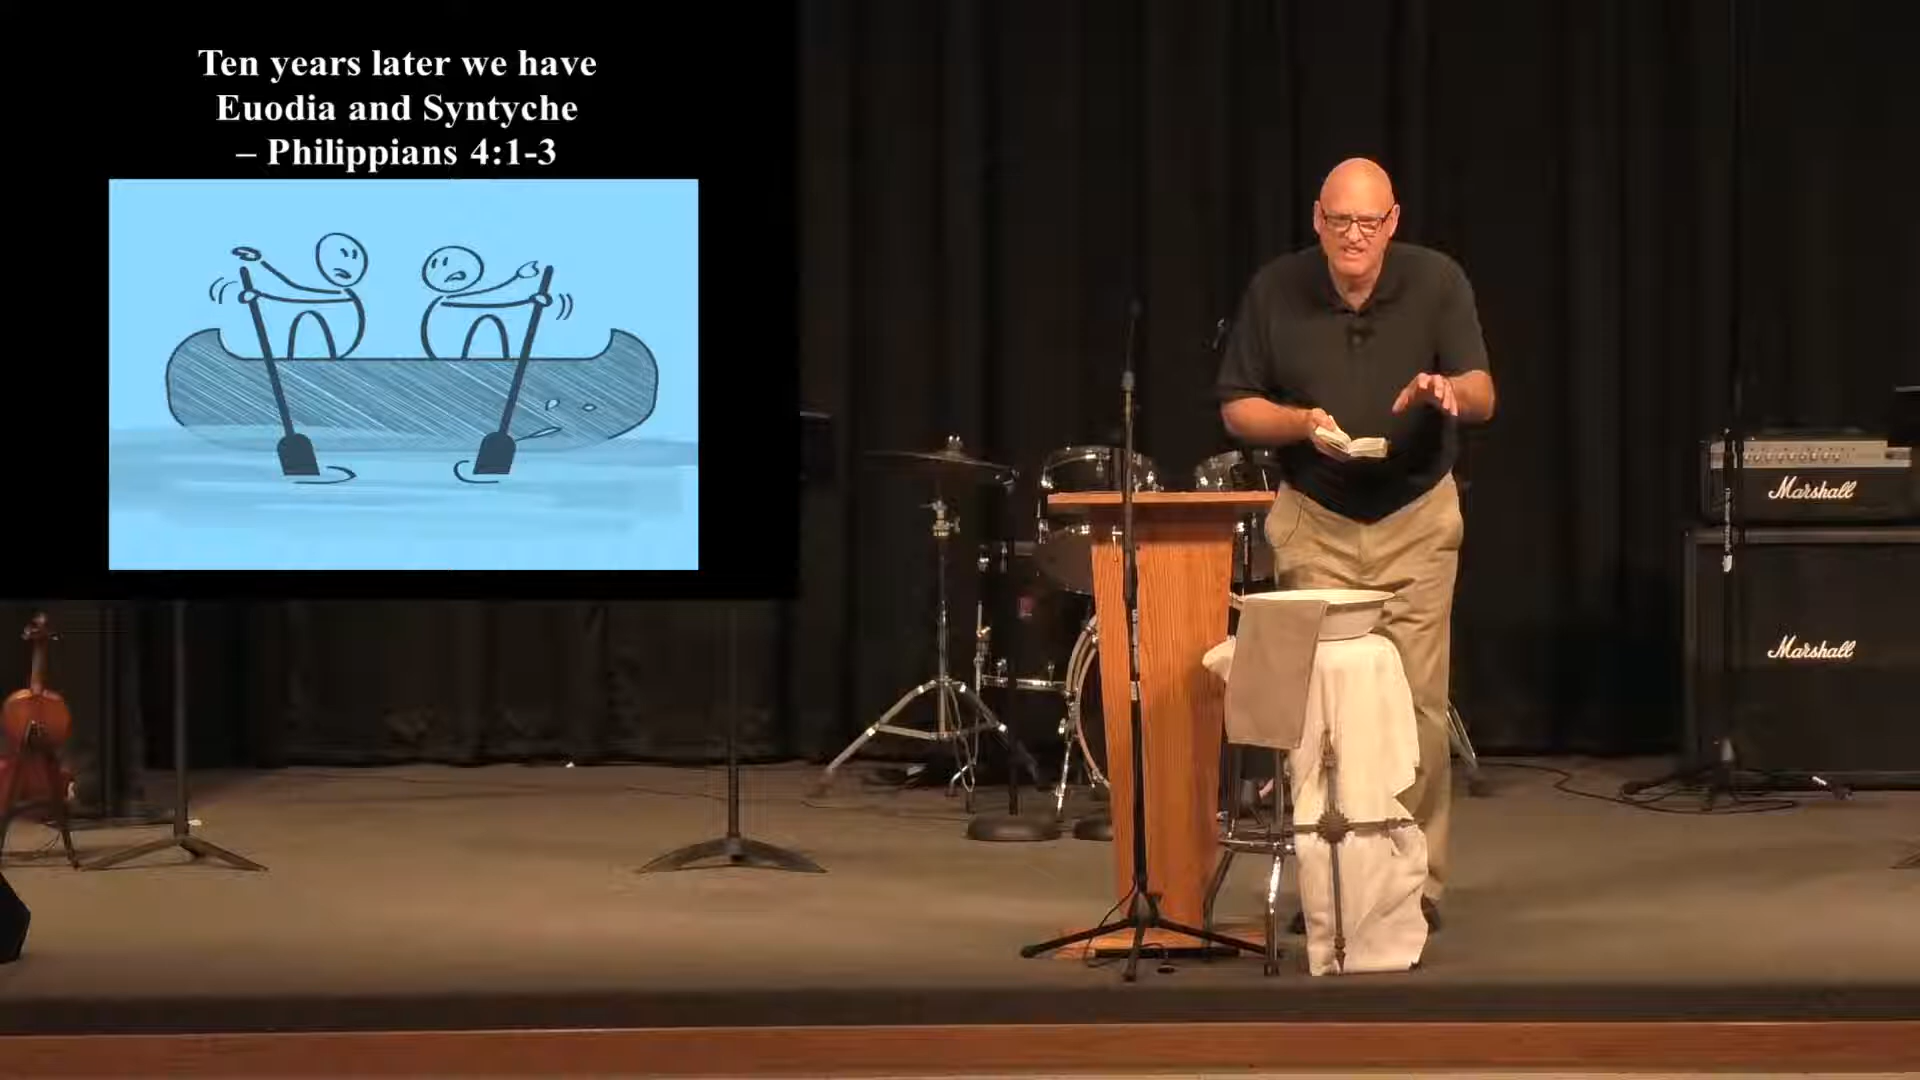 Ten years later we have
Euodia and Syntyche
– Philippians 4:1-3
Marshall
Marshall